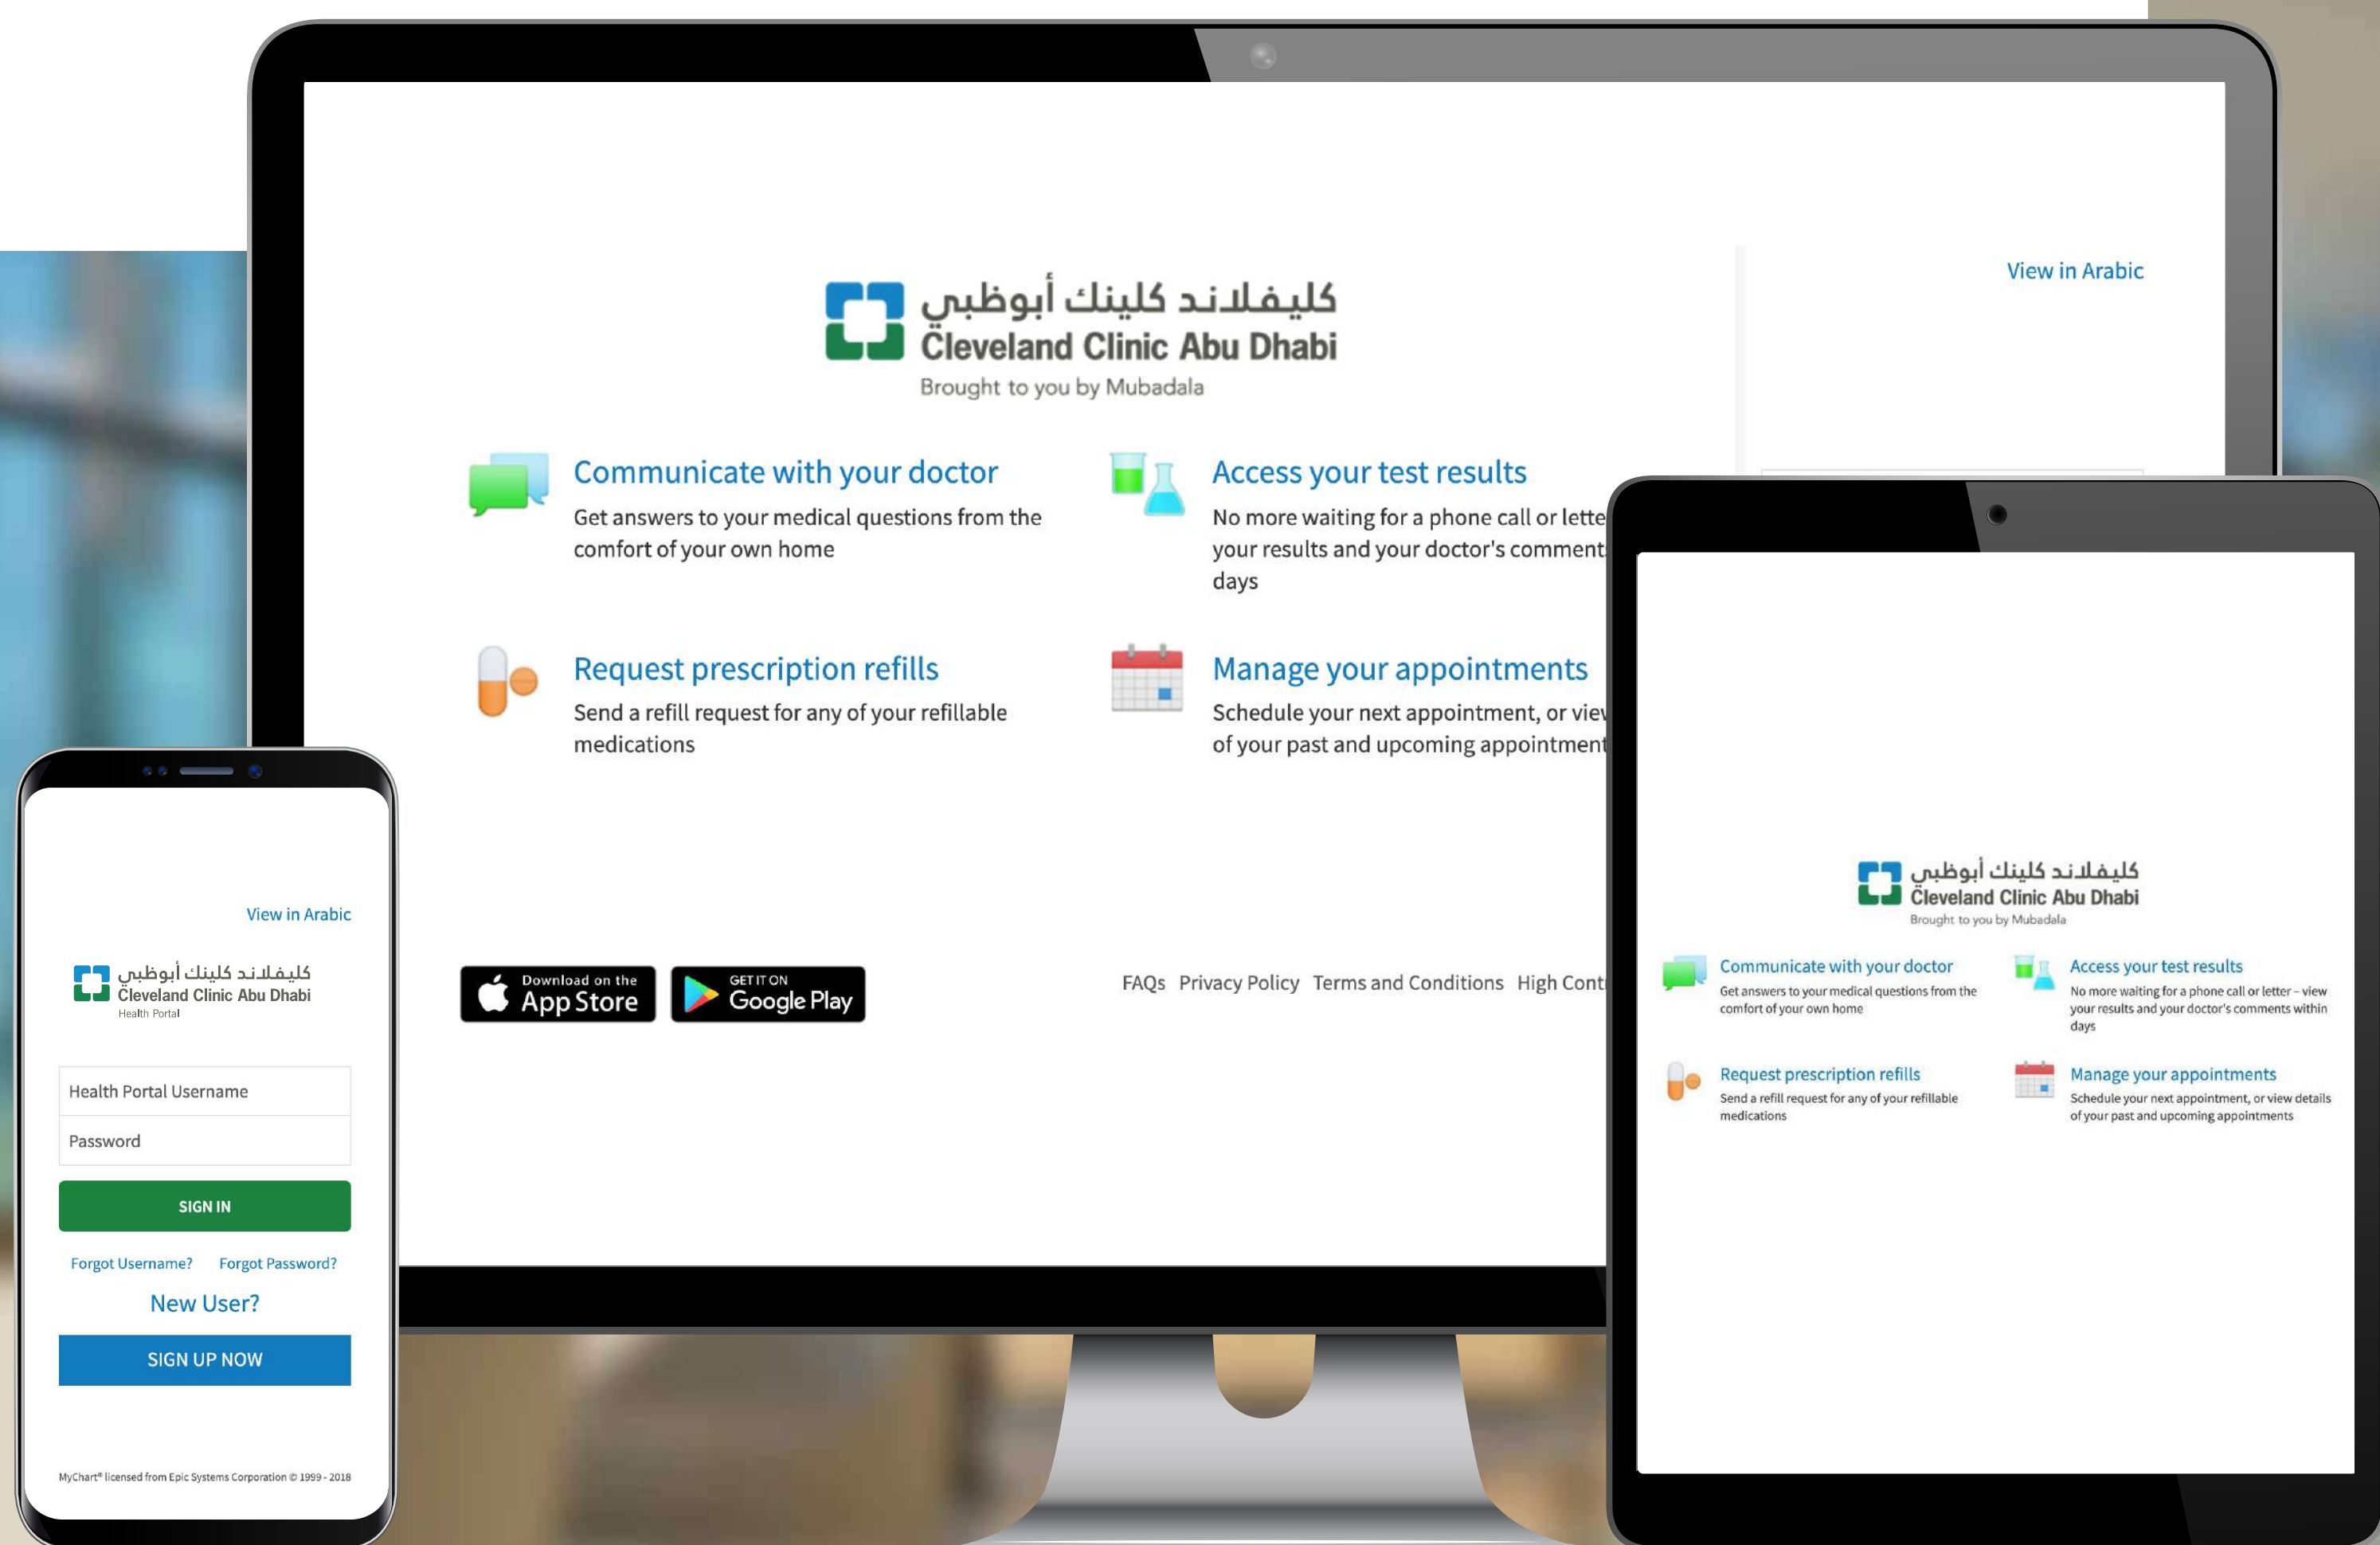 View in Arabic
كليفلاند كلينك أبوظبي
Cleveland Clinic Abu Dhabi
Brought to you by Mubadala
Communicate with your doctor
Get answers to your medical questions from the
comfort of your own home
Access your test results
No more waiting for a phone call or
your results and your doctor's
days
Request prescription refills
Send a refill request for any of your refillable
medications
Manage your appointments
Schedule your next appointment, or
of your past and upcoming
Download on the
App Store
GET IT ON
Google Play
FAQs Privacy Policy Terms and Conditions High
View in Arabic
كليفلاند كلينك أبوظبي
Cleveland Clinic Abu Dhabi
Health Portal
Health Portal Username
Password
SIGN IN
Forgot Username? Forgot Password?
New User?
SIGN UP NOW
MyChart® licensed from Epic Systems Corporation © 1999 - 2018
كليفلاند كلينك أبوظبي
Cleveland Clinic Abu Dhabi
Brought to you by Mubadala
Communicate with your doctor
Get answers to your medical questions from the
comfort of your own home
Access your test results
No more waiting for a phone call or letter – view
your results and your doctor's comments within
days
Request prescription refills
Send a refill request for any of your refillable
medications
Manage your appointments
Schedule your next appointment, or view details
of your past and upcoming appointments